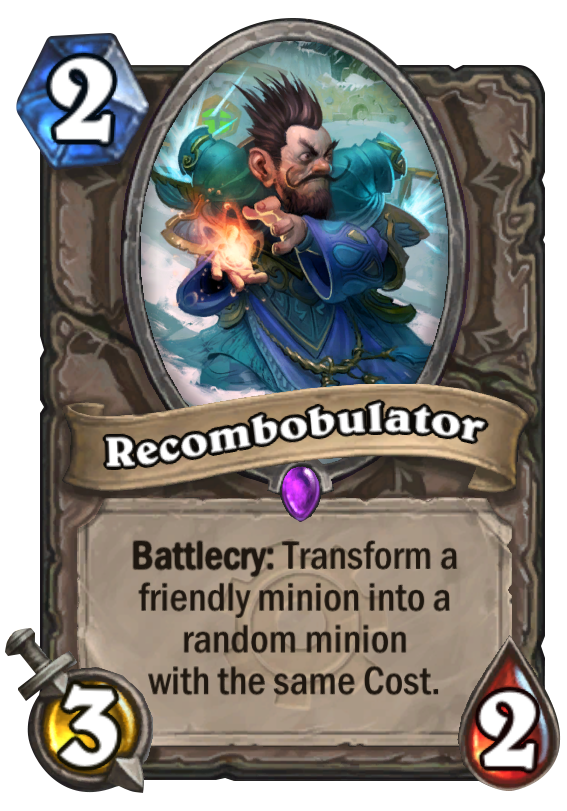 2
Recombobulator
Battlecry: Transform a
friendly minion into a
random minion
with the same Cost.
3
2